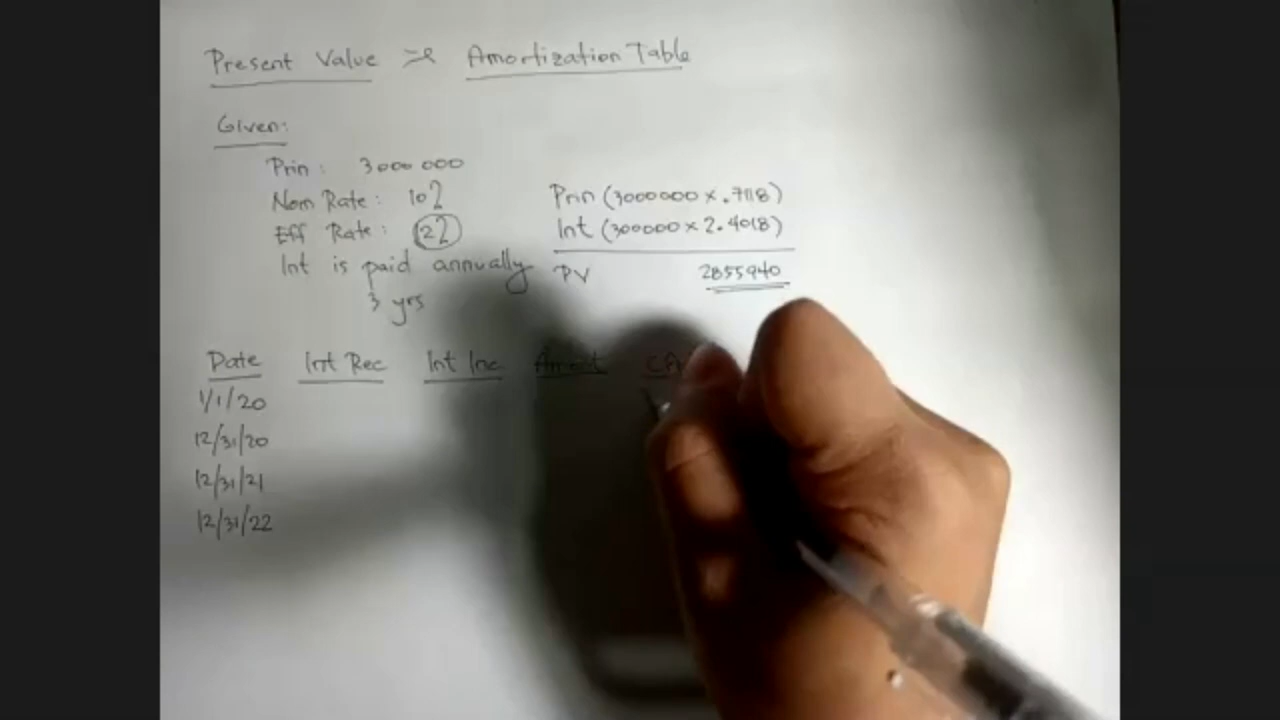 Present Value Amortization Table
Given:
Prin: 3000000
Nom Rate: 10%
Eff Rate: 12%
Int is paid annually
3 yrs
Prin (3000000 x .7118)
Int (300000 x 2.4018)
PV 2855940
Date Int Rec Int Inc Amort CA
1/1/20
12/31/20
12/31/21
12/31/22